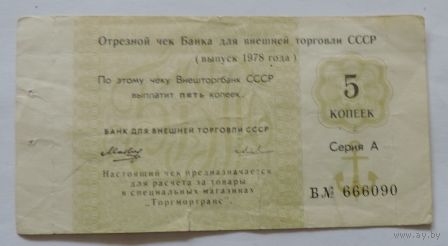 Отрезной чек Банка для внешней торговли СССР
(выпуск 1978 года)
По этому чеку Внешторгбанк СССР
выплатит пять копеек.
5
КОПЕЕК
БАНК ДЛЯ ВНЕШНЕЙ ТОРГОВЛИ СССР
Серия А
Настоящий чек предназначается
для расчета за товары
в специальных магазинах
"Торгмортранс".
Б№ 666090
www.ay.by